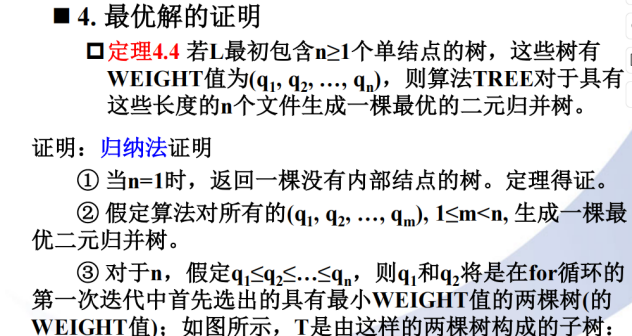 ■ 4. 最优解的证明
定理4.4 若L最初包含n≥1个单结点的树，这些树有
WEIGHT值为(q₁, q₂, …, qₙ)，则算法TREE对于具有
这些长度的n个文件生成一棵最优的二元归并树。
证明：归纳法证明
① 当n=1时，返回一棵没有内部结点的树。定理得证。
② 假定算法对所有的(q₁, q₂, …, qₘ), 1≤m<n, 生成一棵最
优二元归并树。
③ 对于n，假定q₁≤q₂≤…≤qₙ，则q₁和q₂将是在for循环的
第一次迭代中首先选出的具有最小WEIGHT值的两棵树(的
WEIGHT值)；如图所示，T是由这样的两棵树构成的子树：